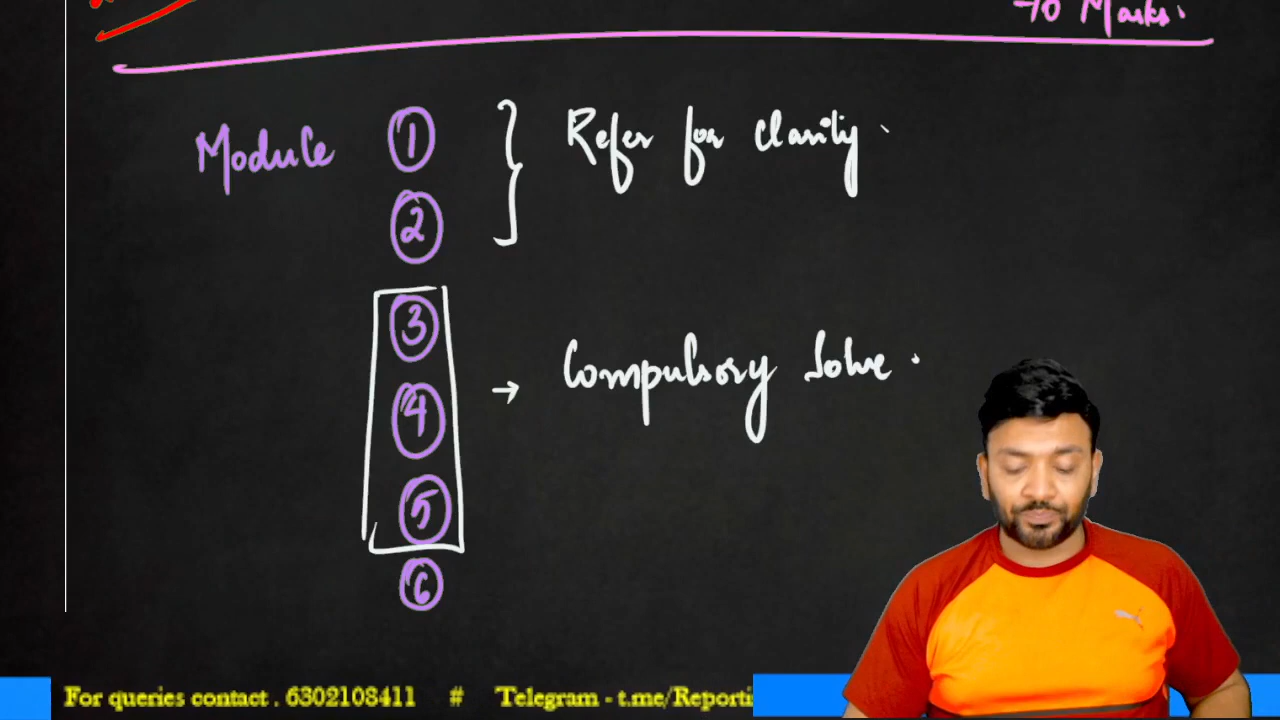 70 Marks.
Module 1 } Refer for clarity.
2
3
4 → Compulsory Solve.
5
6
For queries contact . 6302108411 # Telegram - t.me/Reporti